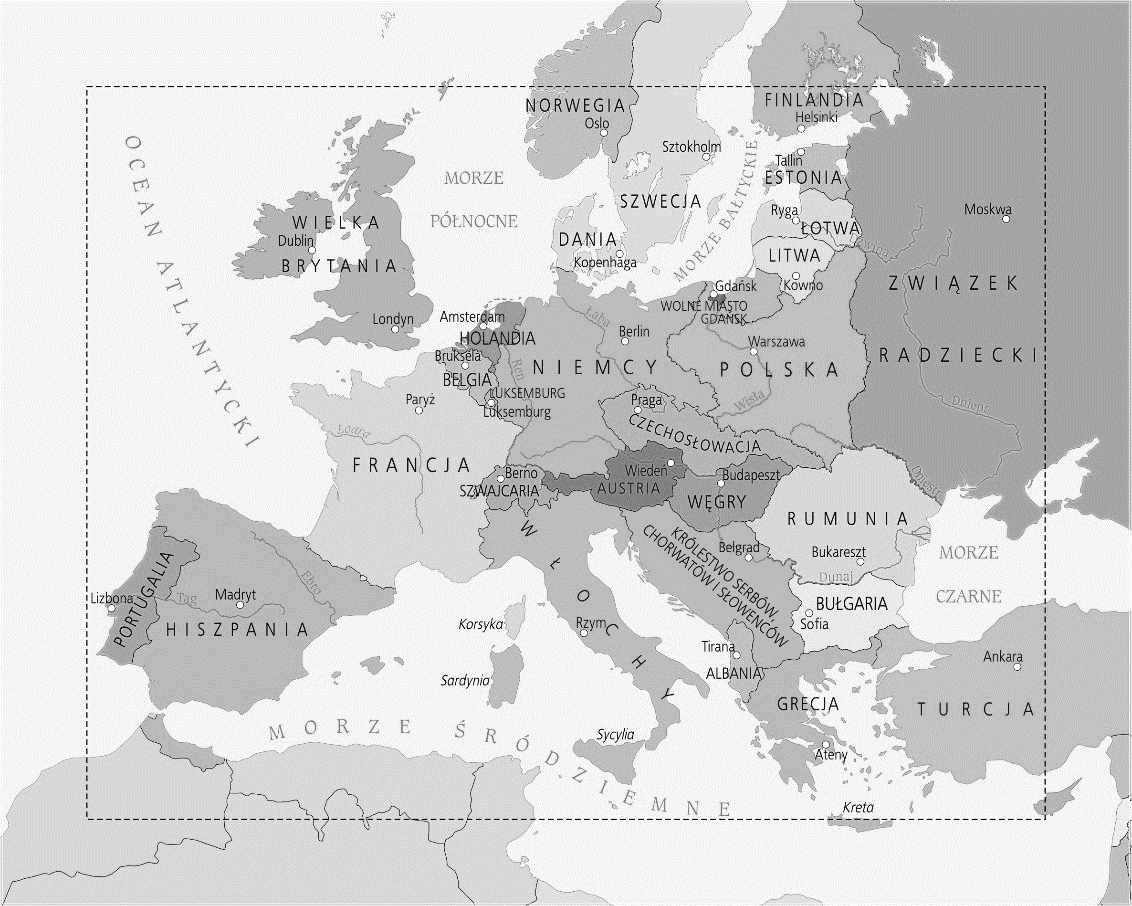 NORWEGIA
Oslo
FINLANDIA
Helsinki
Sztokholm
SZWECJA
Tallin
ESTONIA
MORZE BAŁTYCKIE
MORZE
PÓŁNOCNE
OCEAN ATLANTYCKI
WIELKA
Dublin
BRYTANIA
Londyn
DANIA
Kopenhaga
Ryga
ŁOTWA
Dźwina
LITWA
Kowno
Moskwa
ZWIĄZEK
RADZIECKI
Gdańsk
WOLNE MIASTO
GDAŃSK
Amsterdam
HOLANDIA
Bruksela
BELGIA
LUKSEMBURG
Luksemburg
Ren
Łaba
Berlin
NIEMCY
Warszawa
POLSKA
Wisła
Dniepr
Dniestr
Paryż
Loara
FRANCJA
Praga
CZECHOSŁOWACJA
Berno
SZWAJCARIA
Wiedeń
AUSTRIA
Budapeszt
WĘGRY
RUMUNIA
Bukareszt
Dunaj
Belgrad
KRÓLESTWO SERBÓW,
CHORWATÓW I SŁOWEŃCÓW
WŁOCHY
Rzym
MORZE
CZARNE
BUŁGARIA
Sofia
Lizbona
PORTUGALIA
Tag
Madryt
Ebro
HISZPANIA
Korsyka
Sardynia
Sycylia
Tirana
ALBANIA
GRECJA
Ateny
Kreta
Ankara
TURCJA
MORZE ŚRÓDZIEMNE